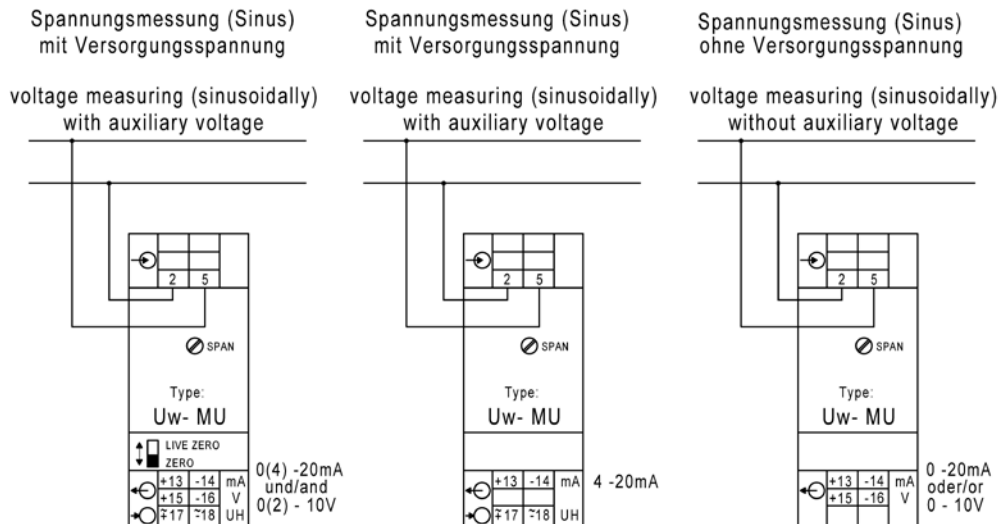 Spannungsmessung (Sinus)
mit Versorgungsspannung
voltage measuring (sinusoidally)
with auxiliary voltage
2 5
SPAN
Type:
Uw- MU
LIVE ZERO
ZERO
+13 -14 mA
+15 -16 V
≂17 ≂18 UH
0(4) -20mA
und/and
0(2) - 10V
Spannungsmessung (Sinus)
mit Versorgungsspannung
voltage measuring (sinusoidally)
with auxiliary voltage
2 5
SPAN
Type:
Uw- MU
+13 -14 mA
≂17 ≂18 UH
4 -20mA
Spannungsmessung (Sinus)
ohne Versorgungsspannung
voltage measuring (sinusoidally)
without auxiliary voltage
2 5
SPAN
Type:
Uw- MU
+13 -14 mA
+15 -16 V
0 -20mA
oder/or
0 - 10V